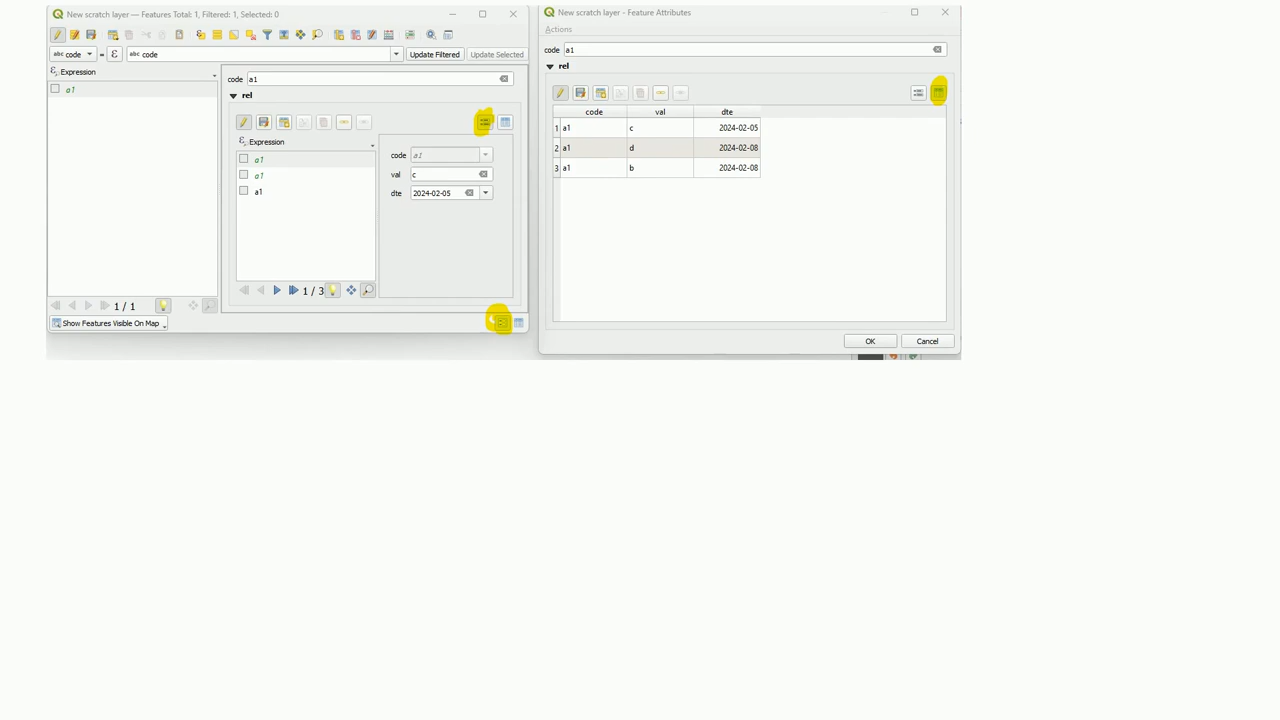 New scratch layer — Features Total: 1, Filtered: 1, Selected: 0
abc code = ε abc code Update Filtered Update Selected
Expression
a1
code a1
rel
Expression
a1
a1
a1
code a1
val c
dte 2024-02-05
1 / 3
1 / 1
Show Features Visible On Map
New scratch layer - Feature Attributes
Actions
code a1
rel
code val dte
1 a1 c 2024-02-05
2 a1 d 2024-02-08
3 a1 b 2024-02-08
OK Cancel